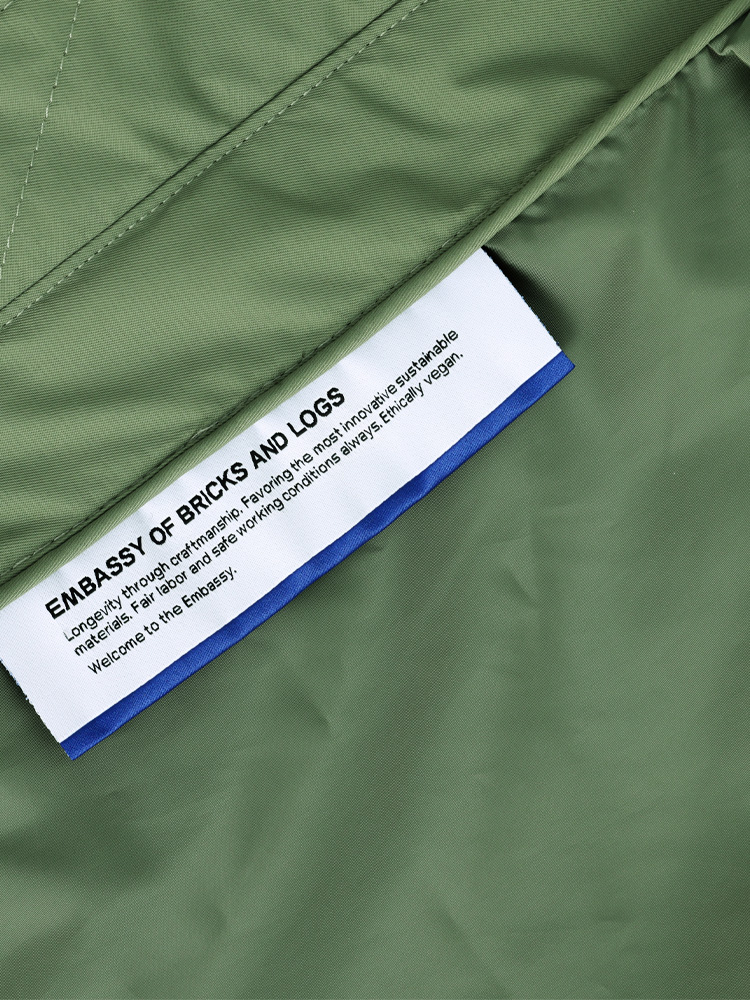 EMBASSY OF BRICKS AND LOGS
Longevity through craftmanship. Favoring the most innovative sustainable
materials. Fair labor and safe working conditions always. Ethically vegan.
Welcome to the Embassy.